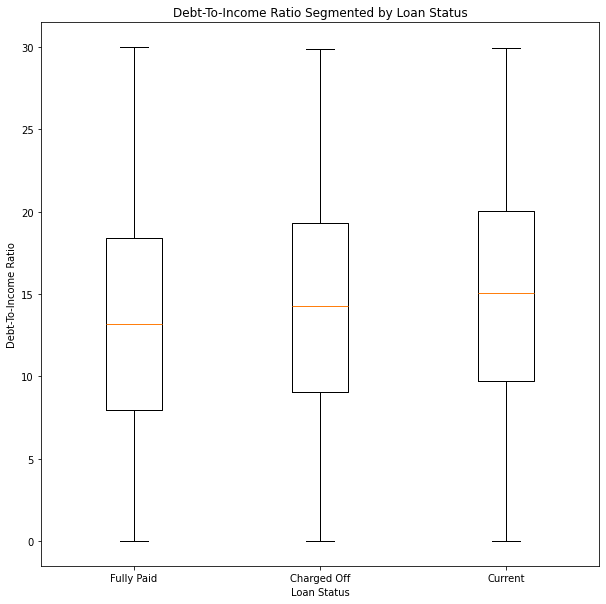 Debt-To-Income Ratio Segmented by Loan Status
30
25
20
15
10
5
0
Debt-To-Income Ratio
Fully Paid
Charged Off
Current
Loan Status